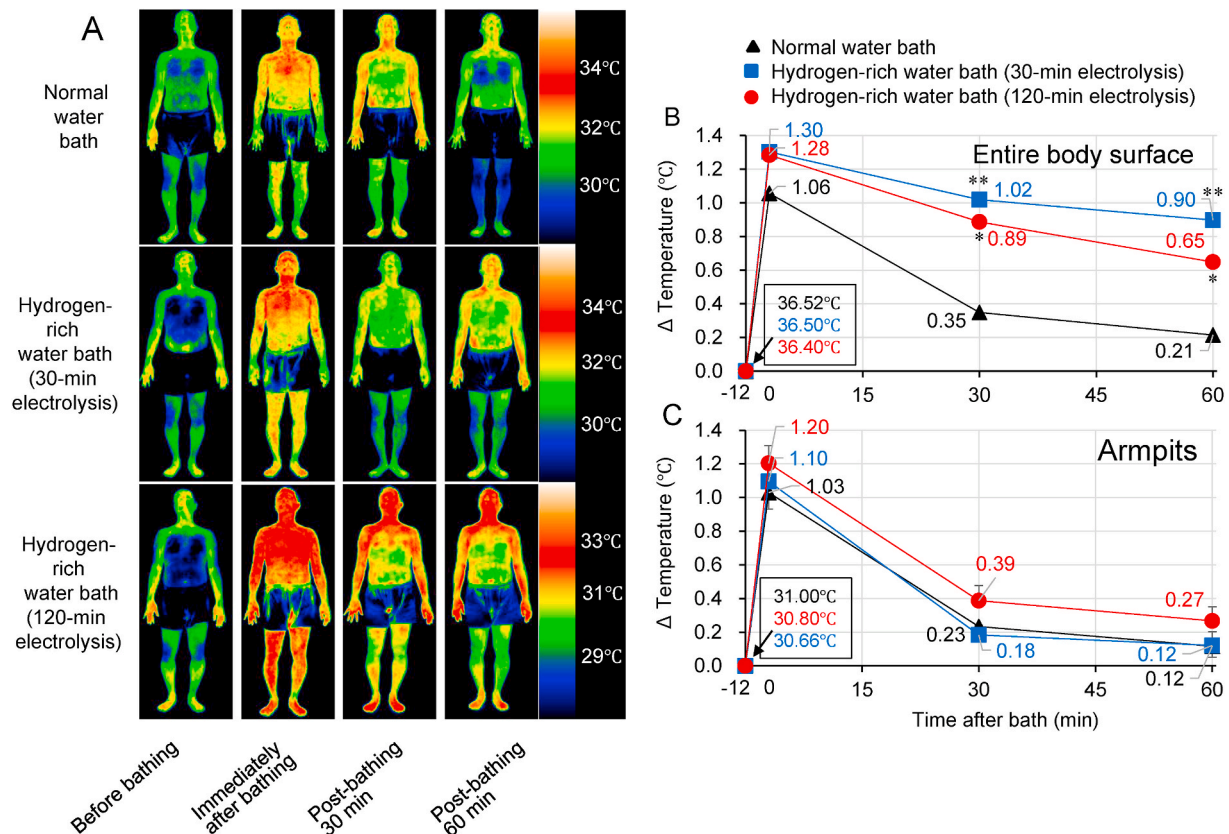 A
Normal
water
bath
34℃
32℃
30℃
Hydrogen-
rich
water bath
(30-min
electrolysis)
34℃
32℃
30℃
Hydrogen-
rich
water bath
(120-min
electrolysis)
33℃
31℃
29℃
Before bathing
Immediately
after bathing
Post-bathing
30 min
Post-bathing
60 min
Normal water bath
Hydrogen-rich water bath (30-min electrolysis)
Hydrogen-rich water bath (120-min electrolysis)
B
Entire body surface
Δ Temperature (℃)
1.4
1.2
1.0
0.8
0.6
0.4
0.2
0.0
1.30
1.28
1.06
**
1.02
*
0.89
0.35
0.90
**
0.65
*
0.21
36.52℃
36.50℃
36.40℃
-12 0 15 30 45 60
C
Armpits
Δ Temperature (℃)
1.4
1.2
1.0
0.8
0.6
0.4
0.2
0.0
1.20
1.10
1.03
0.39
0.23
0.18
0.27
0.12
0.12
31.00℃
30.80℃
30.66℃
-12 0 15 30 45 60
Time after bath (min)